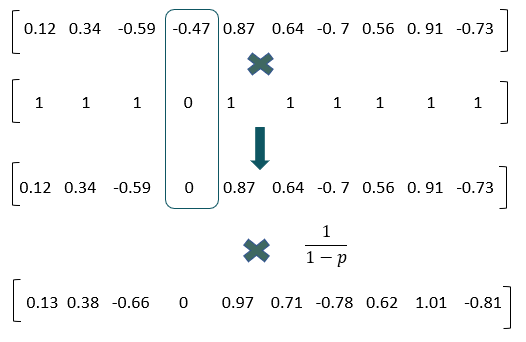 [ 0.12 0.34 -0.59 -0.47 0.87 0.64 -0. 7 0.56 0. 91 -0.73 ]
×
[ 1 1 1 0 1 1 1 1 1 1 ]
[ 0.12 0.34 -0.59 0 0.87 0.64 -0. 7 0.56 0. 91 -0.73 ]
× 1
1 − p
[ 0.13 0.38 -0.66 0 0.97 0.71 -0.78 0.62 1.01 -0.81 ]